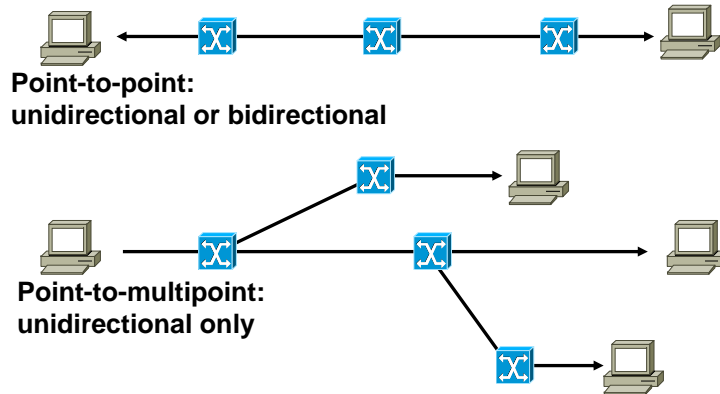 Point-to-point:
unidirectional or bidirectional
Point-to-multipoint:
unidirectional only